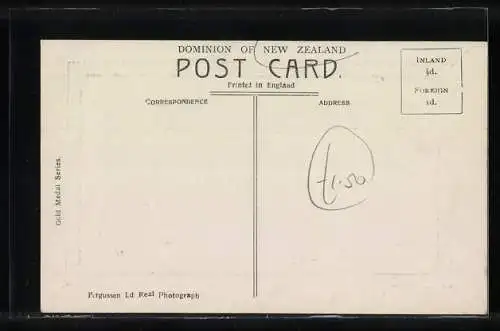 DOMINION OF NEW ZEALAND
POST CARD.
Printed in England
CORRESPONDENCE
ADDRESS
INLAND
½d.
FOREIGN
1d.
£1.50
Gold Medal Series.
Fergusson Ld Real Photograph